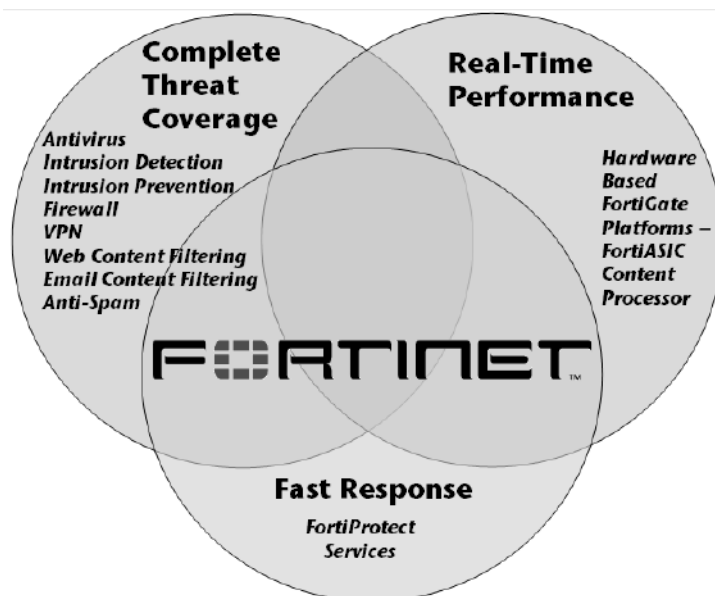 Complete
Threat
Coverage
Antivirus
Intrusion Detection
Intrusion Prevention
Firewall
VPN
Web Content Filtering
Email Content Filtering
Anti-Spam
Real-Time
Performance
Hardware
Based
FortiGate
Platforms –
FortiASIC
Content
Processor
FORTINET™
Fast Response
FortiProtect
Services